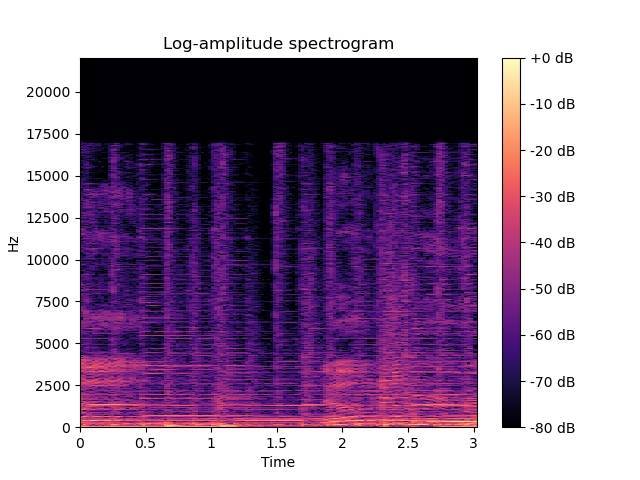 Log-amplitude spectrogram
Hz
20000
17500
15000
12500
10000
7500
5000
2500
0
0 0.5 1 1.5 2 2.5 3
Time
+0 dB
-10 dB
-20 dB
-30 dB
-40 dB
-50 dB
-60 dB
-70 dB
-80 dB